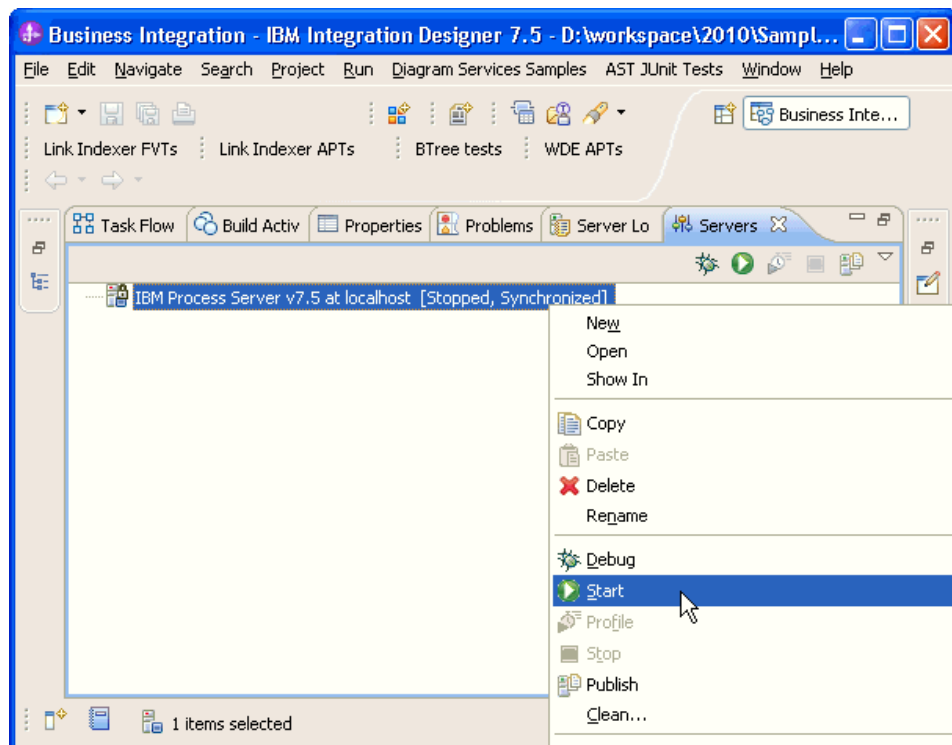 Business Integration - IBM Integration Designer 7.5 - D:\workspace\2010\Sampl...
File Edit Navigate Search Project Run Diagram Services Samples AST JUnit Tests Window Help
Business Inte...
Link Indexer FVTs Link Indexer APTs BTree tests WDE APTs
Task Flow Build Activ Properties Problems Server Lo Servers
IBM Process Server v7.5 at localhost [Stopped, Synchronized]
New
Open
Show In
Copy
Paste
Delete
Rename
Debug
Start
Profile
Stop
Publish
Clean...
1 items selected